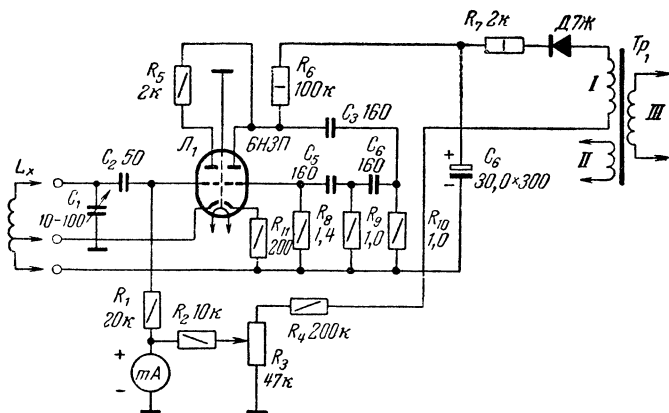 R₇ 2к
Д7Ж
Тр₁
R₅
2к
R₆
100к
I
III
II
C₃ 160
Л₁
6Н3П
C₂ 50
C₅
160
C₆
160
+
C₆
30,0×300
−
Lₓ
C₁
10-100
R₁₁
200
R₈
1,4
R₉
1,0
R₁₀
1,0
R₁
20к
R₂ 10к
R₄ 200к
R₃
47к
+
mA
−